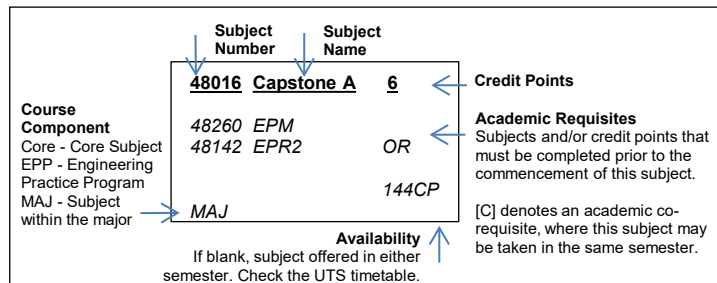 Subject
Number
Subject
Name
48016 Capstone A 6
Credit Points
48260 EPM
48142 EPR2 OR
144CP
MAJ
Course
Component
Core - Core Subject
EPP - Engineering
Practice Program
MAJ - Subject
within the major
Academic Requisites
Subjects and/or credit points that
must be completed prior to the
commencement of this subject.
[C] denotes an academic co-
requisite, where this subject may
be taken in the same semester.
Availability
If blank, subject offered in either
semester. Check the UTS timetable.